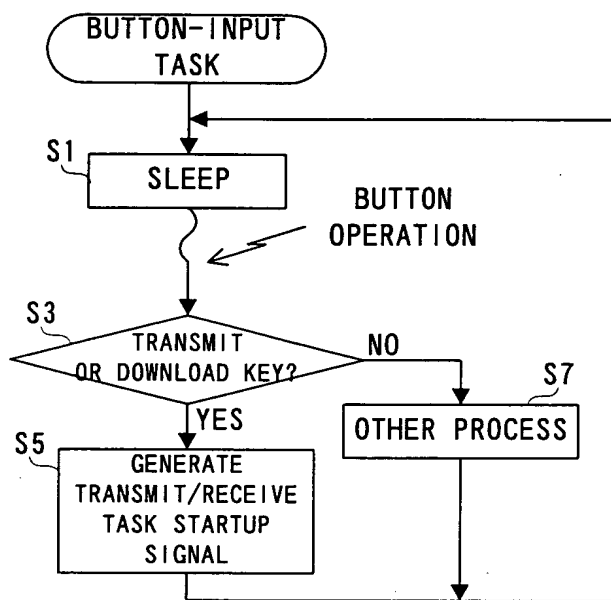 BUTTON-INPUT
TASK
S1
SLEEP
BUTTON
OPERATION
S3
TRANSMIT
OR DOWNLOAD KEY?
NO
S7
YES
OTHER PROCESS
S5
GENERATE
TRANSMIT/RECEIVE
TASK STARTUP
SIGNAL